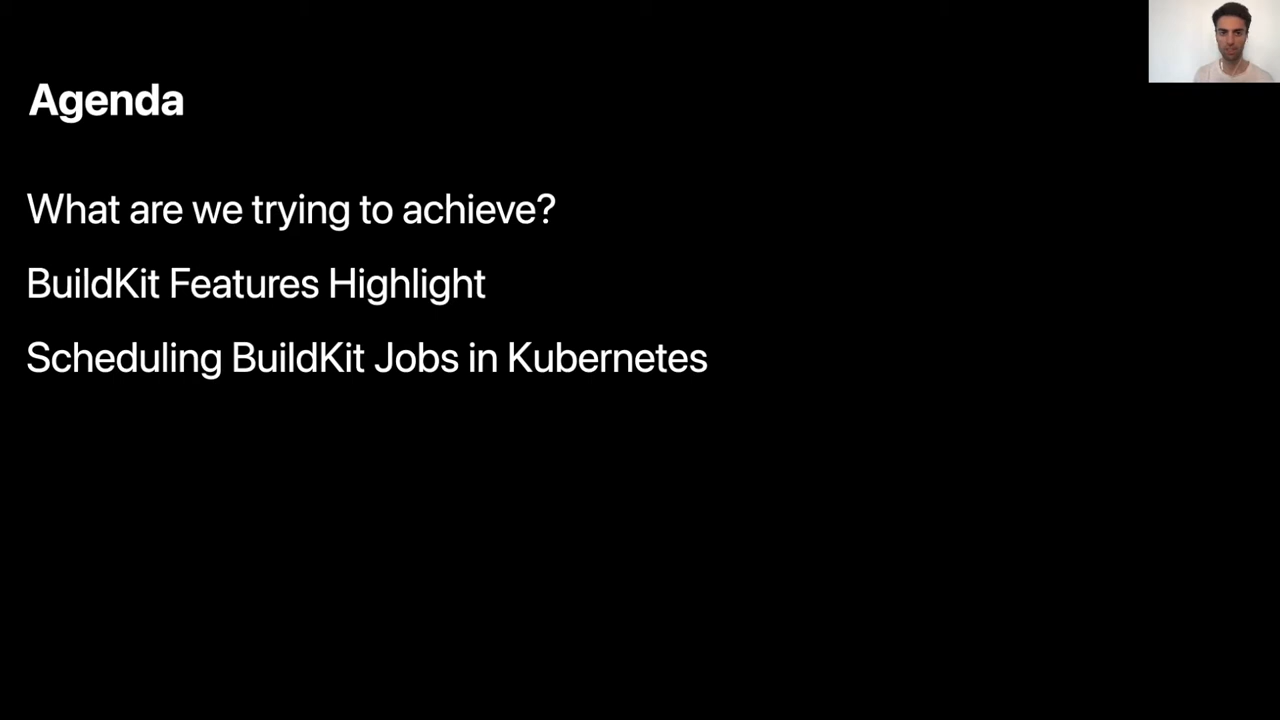 Agenda
What are we trying to achieve?
BuildKit Features Highlight
Scheduling BuildKit Jobs in Kubernetes